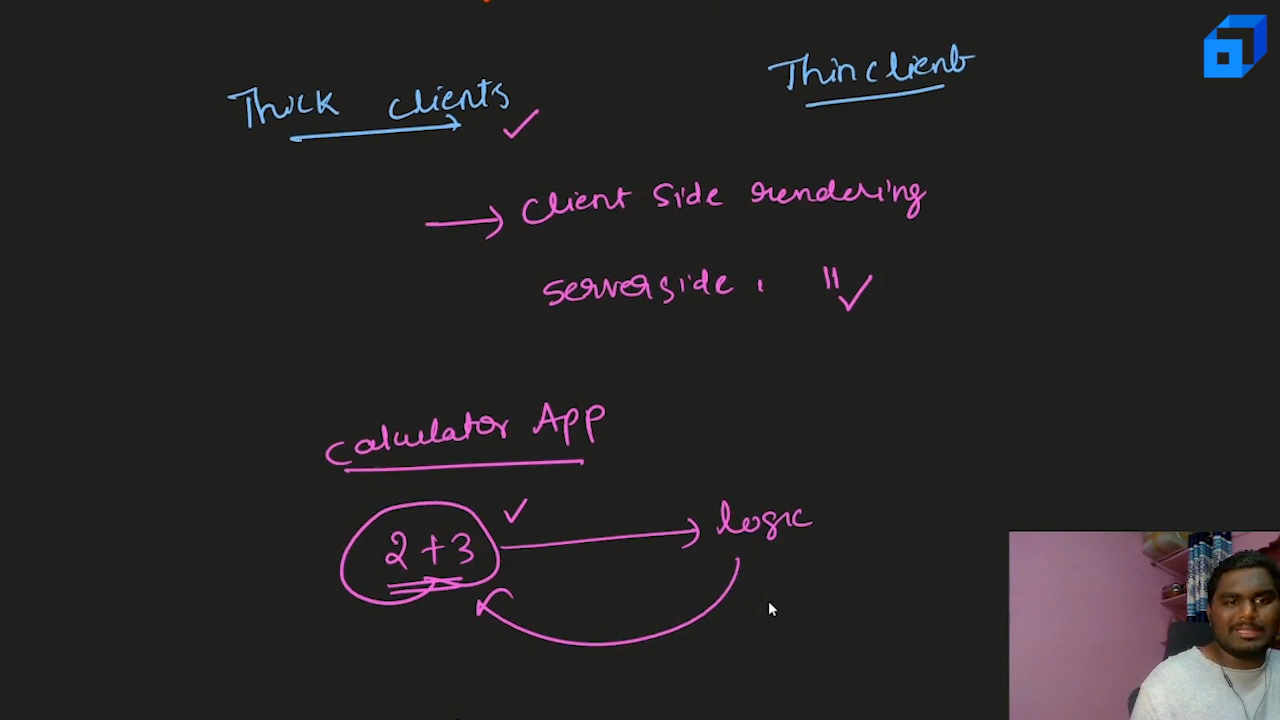 Thick clients
Thin client
Client Side rendering
serverside . "
Calculator App
2 + 3
logic